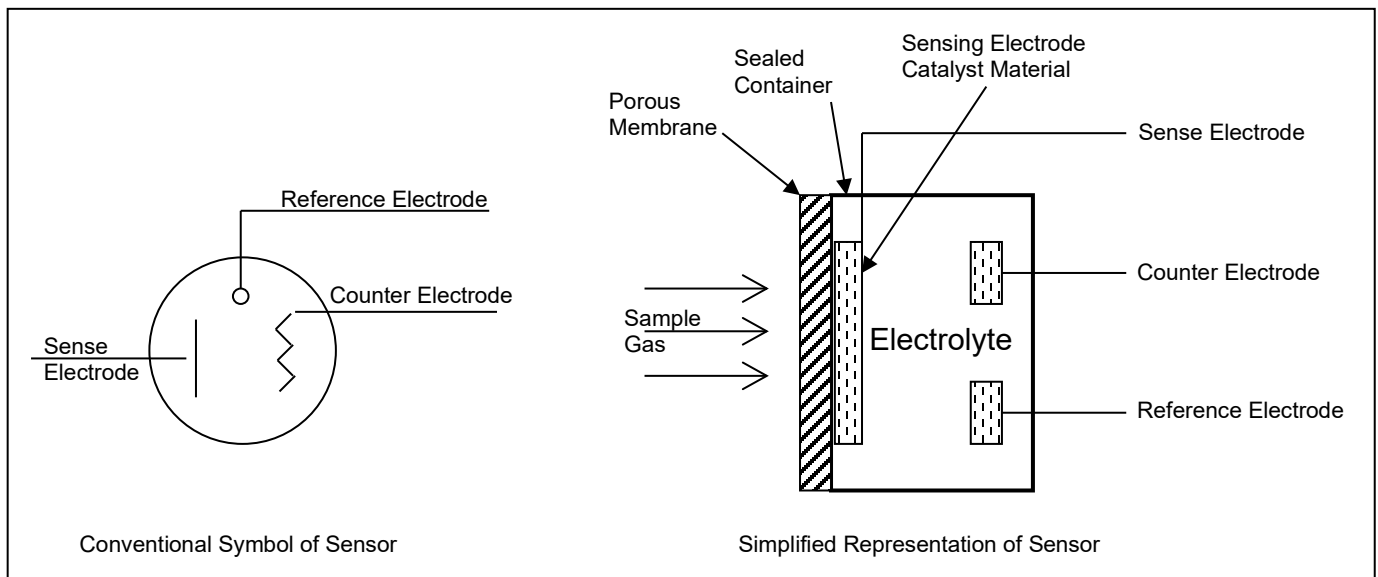 Reference Electrode
Counter Electrode
Sense
Electrode
Conventional Symbol of Sensor
Sensing Electrode
Catalyst Material
Sealed
Container
Porous
Membrane
Sense Electrode
Sample
Gas
Electrolyte
Counter Electrode
Reference Electrode
Simplified Representation of Sensor